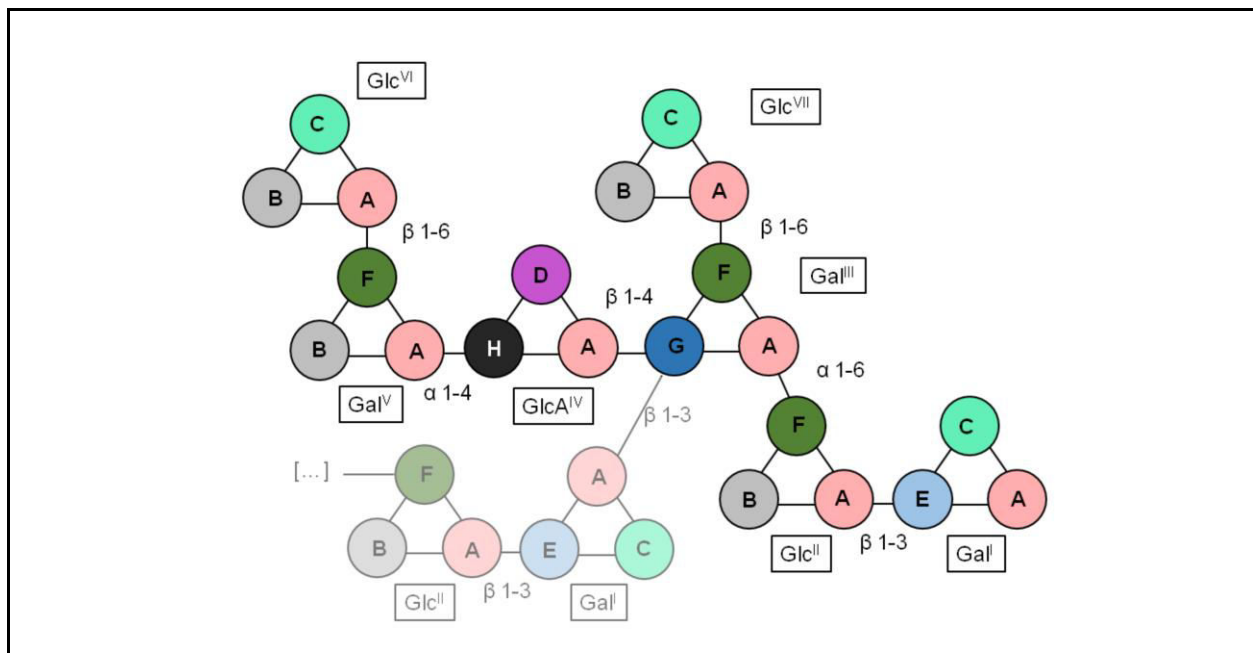 Glc^VI
Glc^VII
C
C
B A
B A
β 1-6
β 1-6
F
D
F
Gal^III
β 1-4
B A H A G A
α 1-6
Gal^V α 1-4 GlcA^IV
β 1-3
F
C
[...] F
A
B A E A
B A E C
Glc^II β 1-3 Gal^I
Glc^II β 1-3 Gal^I